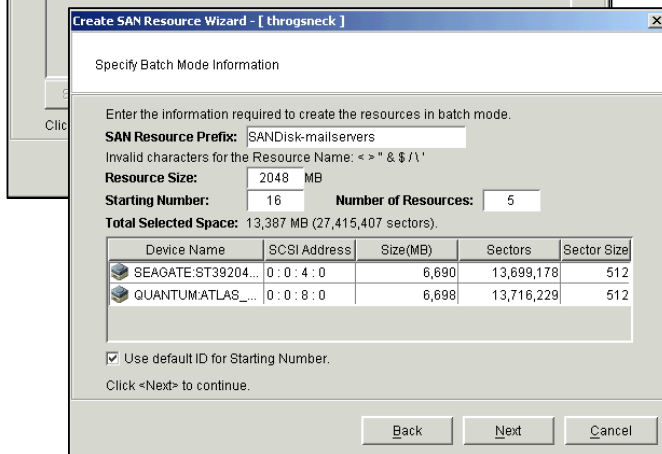 Create SAN Resource Wizard - [ throgsneck ]
Specify Batch Mode Information
Clic
Enter the information required to create the resources in batch mode.
SAN Resource Prefix: SANDisk-mailservers
Invalid characters for the Resource Name: < > " & $ / \ '
Resource Size: 2048 MB
Starting Number: 16 Number of Resources: 5
Total Selected Space: 13,387 MB (27,415,407 sectors).
Device Name SCSI Address Size(MB) Sectors Sector Size
SEAGATE:ST39204... 0 : 0 : 4 : 0 6,690 13,699,178 512
QUANTUM:ATLAS_... 0 : 0 : 8 : 0 6,698 13,716,229 512
Use default ID for Starting Number.
Click <Next> to continue.
Back Next Cancel